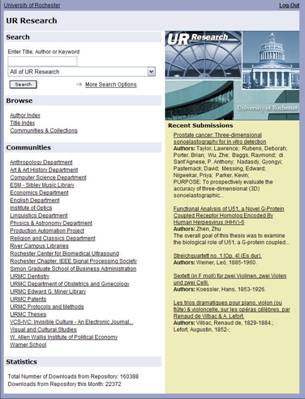 University of Rochester
Log-Out
UR Research
Search
Enter Title, Author or Keyword
All of UR Research
Search
→ More Search Options
Browse
Author Index
Title Index
Communities & Collections
Communities
Anthropology Department
Art & Art History Department
Computer Science Department
ESM - Sibley Music Library
Economics Department
English Department
Institute of Optics
Linguistics Department
Physics & Astronomy Department
Production Automation Project
Religion and Classics Department
River Campus Libraries
Rochester Center for Biomedical Ultrasound
Rochester Chapter, IEEE Signal Processing Society
Simon Graduate School of Business Administration
URMC Dentistry
URMC Department of Obstetrics and Gynecology
URMC Edward G. Miner Library
URMC Patents
URMC Protocols and Methods
URMC Theses
VCS-IVC: Invisible Culture - An Electronic Journal...
Visual and Cultural Studies
W. Allen Wallis Institute of Political Economy
Warner School
Statistics
Total Number of Downloads from Repository: 160388
Downloads from Repository this Month: 22372
UR Research
University of Rochester
Recent Submissions
Prostate cancer: Three-dimensional
sonoelastography for in vitro detection
Authors: Taylor, Lawrence; Rubens, Deborah;
Porter, Brian; Wu, Zhe; Baggs, Raymond; di
Sant'Agnese, P. Anthony; Nadasdi, Gyongyi;
Pasternack, David; Messing, Edward;
Nigwekar, Priya; Parker, Kevin;
PURPOSE: To prospectively evaluate the
accuracy of three-dimensional (3D)
sonoelastographic...
Functional Analysis of U51, a Novel G-Protein
Coupled Receptor Homolog Encoded By
Human Herpesvirus (HHV)-6
Authors: Zhen, Zhu
The overall goal of this thesis was to examine
the biological role of U51, a G-protein coupled...
Streichquartett no. 1 [Op. 4] (Es dur).
Authors: Weiner, Leó, 1885-1960.
Septett (in F moll) für zwei Violinen, zwei Violen
und zwei Celli.
Authors: Koessler, Hans, 1853-1926.
Les trios dramatiques pour piano, violon (ou
flûte) & violoncelle, sur les opéras célèbres, par
Renaud de Vilbac & A. Lefort.
Authors: Vilbac, Renaud de, 1829-1884.;
Lefort, Augustin, 1852-;